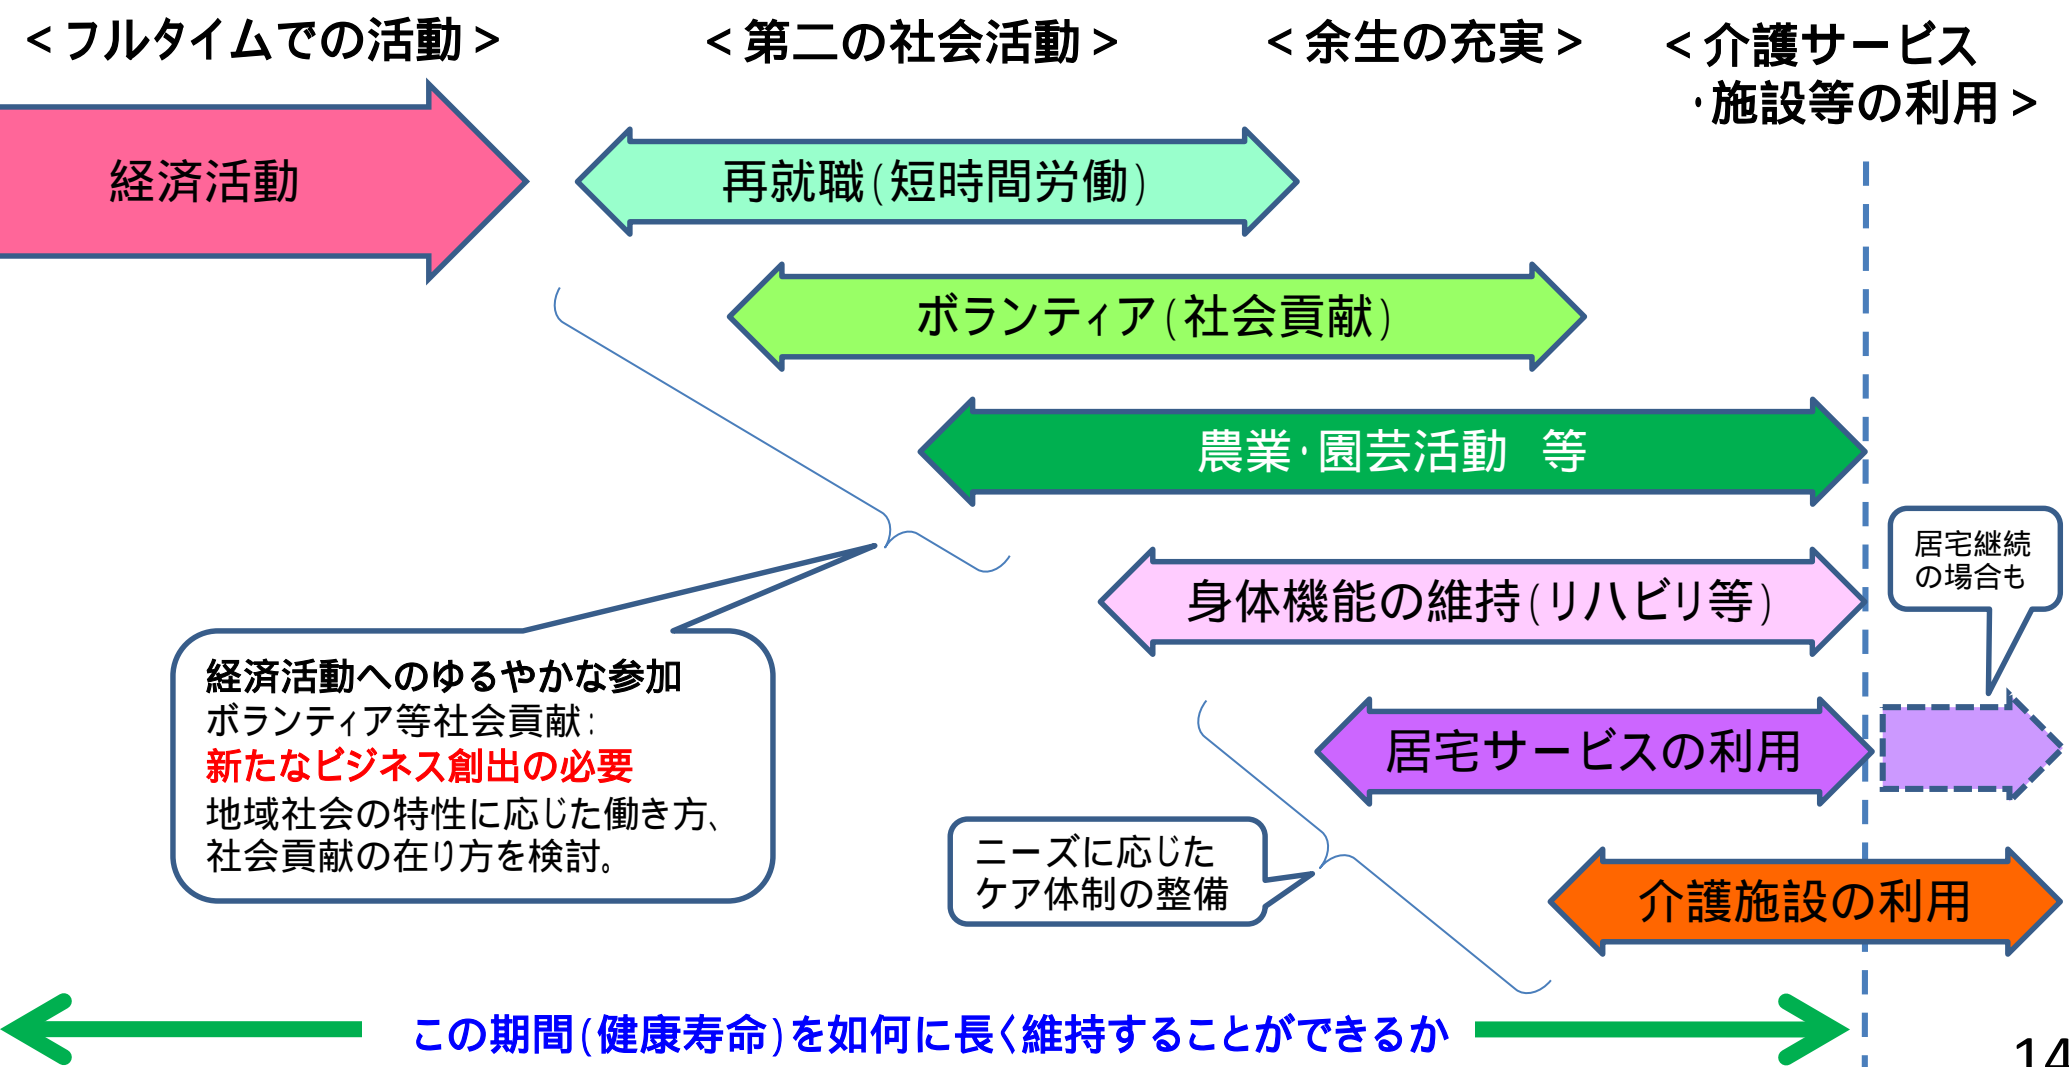 <フルタイムでの活動>
<第二の社会活動>
<余生の充実>
<介護サービス
・施設等の利用>
経済活動
再就職(短時間労働)
ボランティア(社会貢献)
農業・園芸活動　等
身体機能の維持(リハビリ等)
居宅継続
の場合も
居宅サービスの利用
経済活動へのゆるやかな参加
ボランティア等社会貢献:
新たなビジネス創出の必要
地域社会の特性に応じた働き方、
社会貢献の在り方を検討。
ニーズに応じた
ケア体制の整備
介護施設の利用
この期間(健康寿命)を如何に長く維持することができるか
14